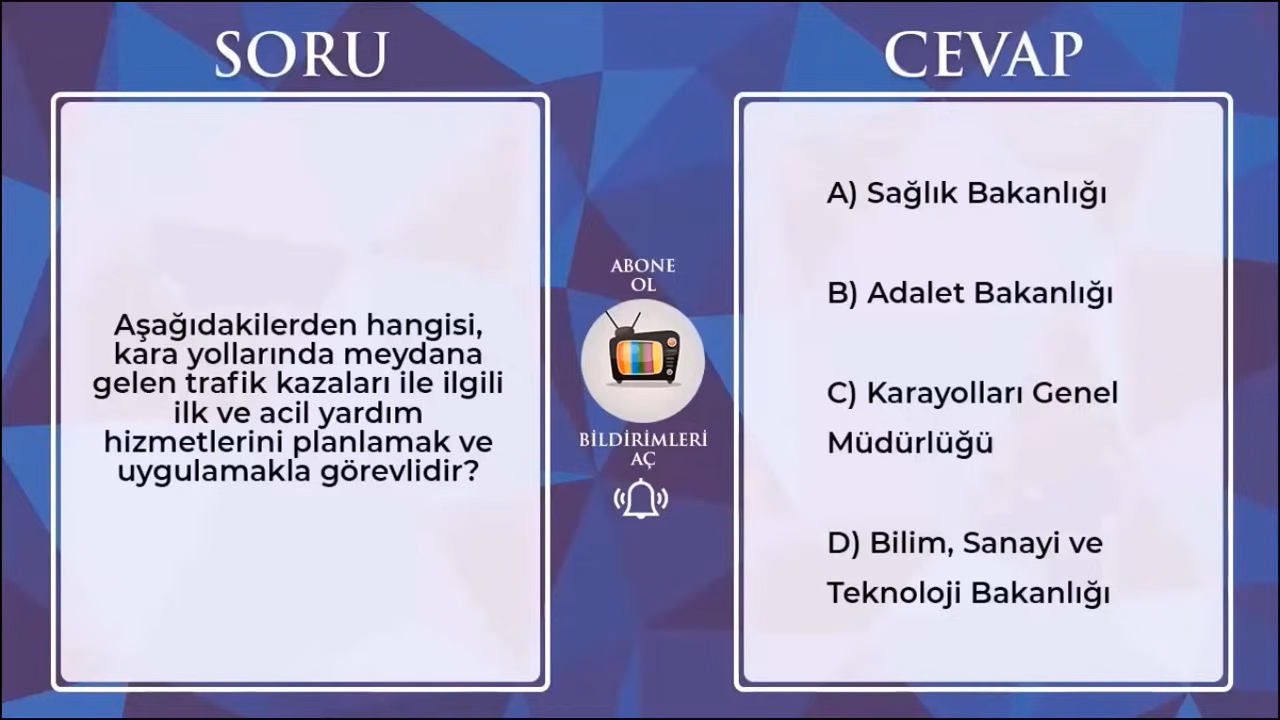 SORU
Aşağıdakilerden hangisi,
kara yollarında meydana
gelen trafik kazaları ile ilgili
ilk ve acil yardım
hizmetlerini planlamak ve
uygulamakla görevlidir?
ABONE
OL
BİLDİRİMLERİ
AÇ
CEVAP
A) Sağlık Bakanlığı
B) Adalet Bakanlığı
C) Karayolları Genel
Müdürlüğü
D) Bilim, Sanayi ve
Teknoloji Bakanlığı